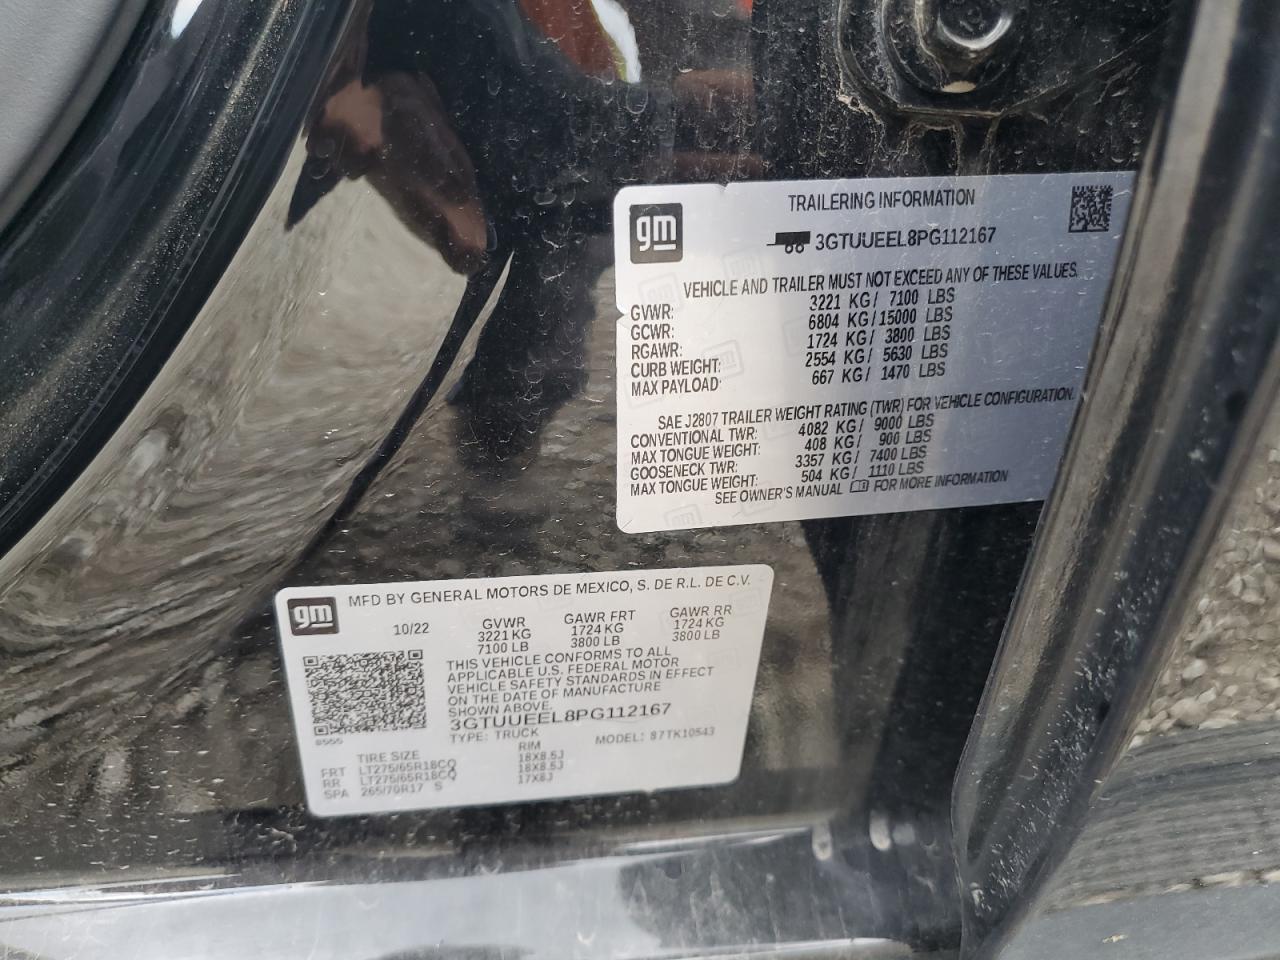 gm
TRAILERING INFORMATION
3GTUUEEL8PG112167
VEHICLE AND TRAILER MUST NOT EXCEED ANY OF THESE VALUES.
GVWR: 3221 KG/ 7100 LBS
GCWR: 6804 KG/ 15000 LBS
RGAWR: 1724 KG/ 3800 LBS
CURB WEIGHT: 2554 KG/ 5630 LBS
MAX PAYLOAD: 667 KG/ 1470 LBS
SAE J2807 TRAILER WEIGHT RATING (TWR) FOR VEHICLE CONFIGURATION.
CONVENTIONAL TWR: 4082 KG/ 9000 LBS
MAX TONGUE WEIGHT: 408 KG/ 900 LBS
GOOSENECK TWR: 3357 KG/ 7400 LBS
MAX TONGUE WEIGHT: 504 KG/ 1110 LBS
SEE OWNER'S MANUAL FOR MORE INFORMATION
gm
MFD BY GENERAL MOTORS DE MEXICO, S. DE R.L. DE C.V.
10/22 GVWR GAWR FRT GAWR RR
3221 KG 1724 KG 1724 KG
7100 LB 3800 LB 3800 LB
THIS VEHICLE CONFORMS TO ALL
APPLICABLE U.S. FEDERAL MOTOR
VEHICLE SAFETY STANDARDS IN EFFECT
ON THE DATE OF MANUFACTURE
SHOWN ABOVE.
3GTUUEEL8PG112167
TYPE: TRUCK MODEL: 87TK10543
TIRE SIZE RIM
FRT LT275/65R18CQ 18X8.5J
RR LT275/65R18CQ 18X8.5J
SPA 265/70R17 S 17X8J